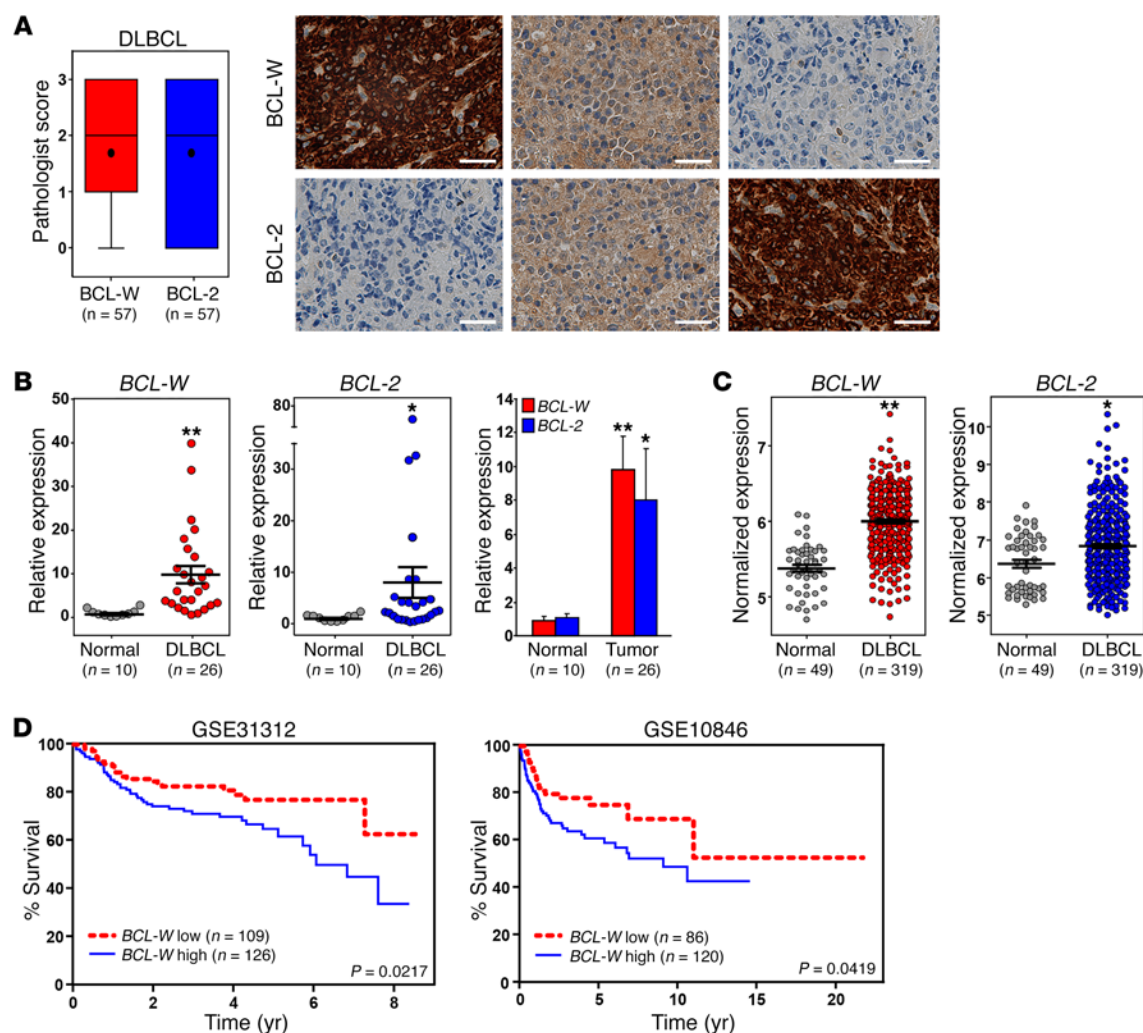 A
DLBCL
Pathologist score
3
2
1
0
BCL-W
(n = 57)
BCL-2
(n = 57)
BCL-W
BCL-2
B
BCL-W
Relative expression
50
40
30
20
10
0
Normal
(n = 10)
DLBCL
(n = 26)
**
BCL-2
Relative expression
80
30
20
10
0
Normal
(n = 10)
DLBCL
(n = 26)
*
Relative expression
14
12
10
8
6
4
2
0
BCL-W
BCL-2
** *
Normal
(n = 10)
Tumor
(n = 26)
C
BCL-W
Normalized expression
7
6
5
**
Normal
(n = 49)
DLBCL
(n = 319)
BCL-2
Normalized expression
10
9
8
7
6
5
*
Normal
(n = 49)
DLBCL
(n = 319)
D
GSE31312
% Survival
100
80
60
40
20
0
BCL-W low (n = 109)
BCL-W high (n = 126)
P = 0.0217
0 2 4 6 8
Time (yr)
GSE10846
% Survival
100
80
60
40
20
0
BCL-W low (n = 86)
BCL-W high (n = 120)
P = 0.0419
0 5 10 15 20
Time (yr)